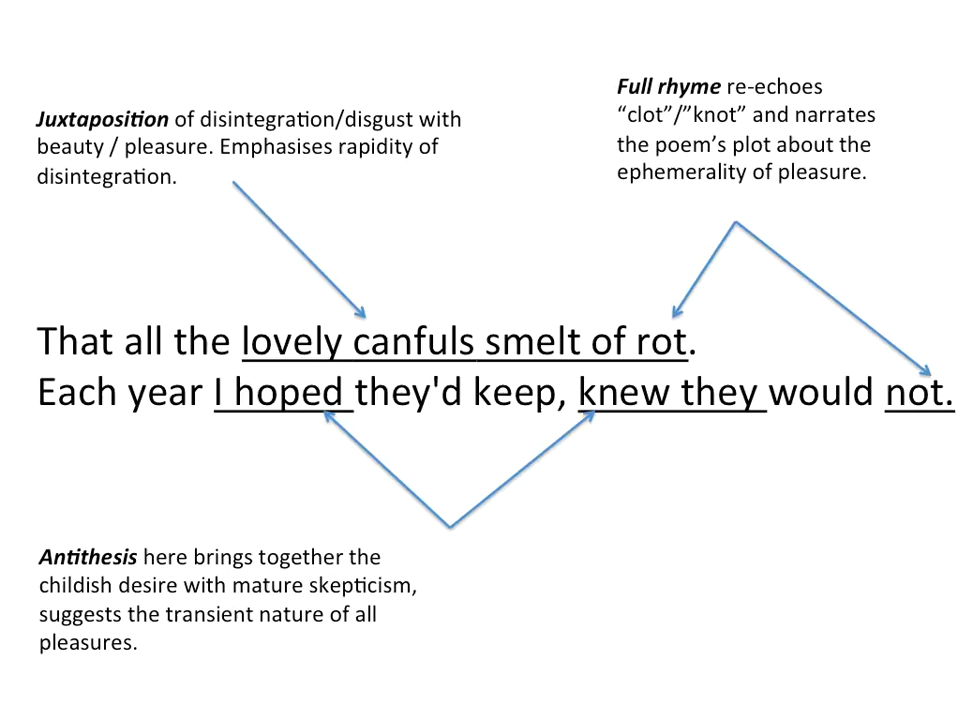 Juxtaposition of disintegration/disgust with
beauty / pleasure. Emphasises rapidity of
disintegration.
Full rhyme re-echoes
“clot”/”knot” and narrates
the poem’s plot about the
ephemerality of pleasure.
That all the lovely canfuls smelt of rot.
Each year I hoped they'd keep, knew they would not.
Antithesis here brings together the
childish desire with mature skepticism,
suggests the transient nature of all
pleasures.